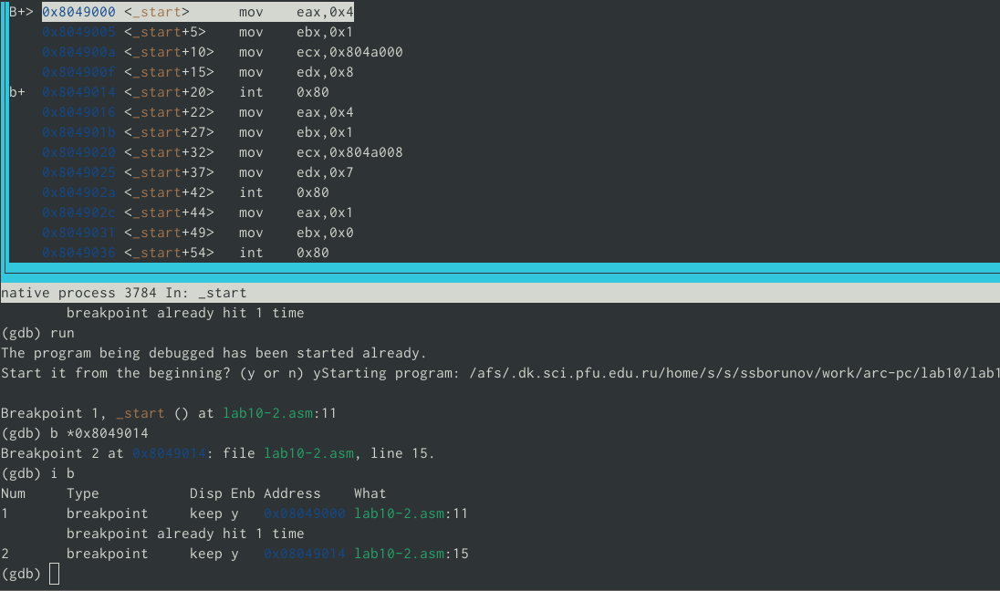 B+> 0x8049000 <_start> mov eax,0x4
0x8049005 <_start+5> mov ebx,0x1
0x804900a <_start+10> mov ecx,0x804a000
0x804900f <_start+15> mov edx,0x8
b+ 0x8049014 <_start+20> int 0x80
0x8049016 <_start+22> mov eax,0x4
0x804901b <_start+27> mov ebx,0x1
0x8049020 <_start+32> mov ecx,0x804a008
0x8049025 <_start+37> mov edx,0x7
0x804902a <_start+42> int 0x80
0x804902c <_start+44> mov eax,0x1
0x8049031 <_start+49> mov ebx,0x0
0x8049036 <_start+54> int 0x80
native process 3784 In: _start
breakpoint already hit 1 time
(gdb) run
The program being debugged has been started already.
Start it from the beginning? (y or n) yStarting program: /afs/.dk.sci.pfu.edu.ru/home/s/s/ssborunov/work/arc-pc/lab10/lab1
Breakpoint 1, _start () at lab10-2.asm:11
(gdb) b *0x8049014
Breakpoint 2 at 0x8049014: file lab10-2.asm, line 15.
(gdb) i b
Num Type Disp Enb Address What
1 breakpoint keep y 0x08049000 lab10-2.asm:11
breakpoint already hit 1 time
2 breakpoint keep y 0x08049014 lab10-2.asm:15
(gdb)